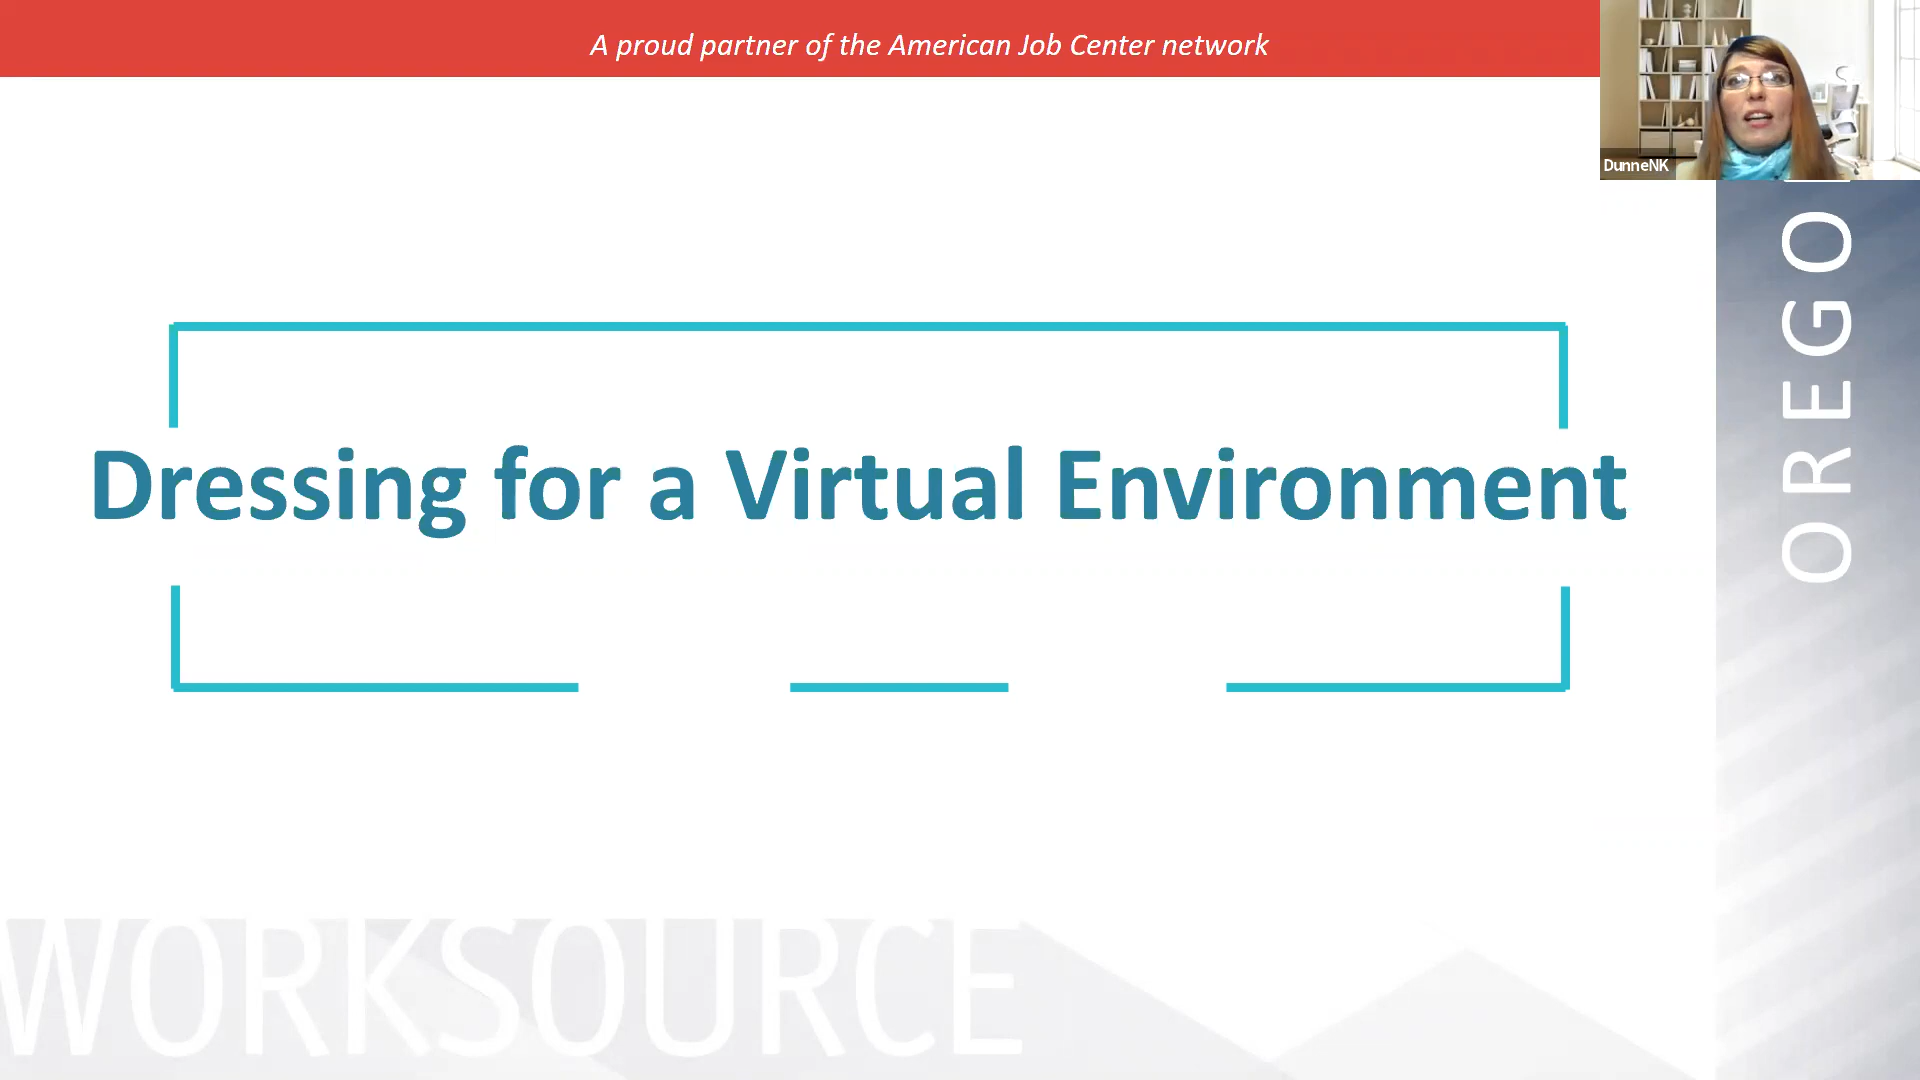 A proud partner of the American Job Center network
DunneNK
Dressing for a Virtual Environment
OREGO
WORKSOURCE